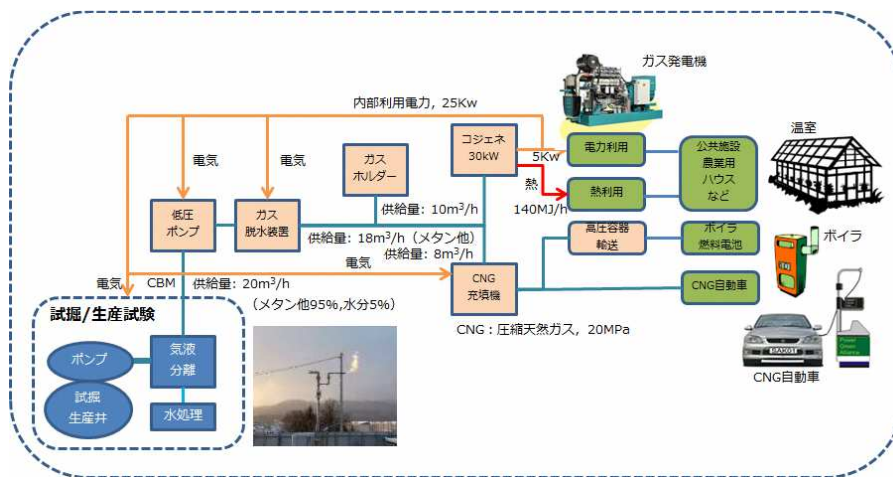 ガス発電機
内部利用電力，25Kw
温室
コジェネ
30kW
5Kw
電力利用
公共施設
農業用
ハウス
など
電気
電気
ガス
ホルダー
熱
140MJ/h
熱利用
低圧
ポンプ
ガス
脱水装置
供給量: 10m³/h
供給量: 18m³/h（メタン他）
供給量: 8m³/h
高圧容器
輸送
ボイラ
燃料電池
ボイラ
電気
電気
CBM
供給量: 20m³/h
（メタン他95%,水分5%）
CNG
充填機
CNG自動車
CNG：圧縮天然ガス，20MPa
試掘/生産試験
ポンプ
気液
分離
試掘
生産井
水処理
CNG自動車